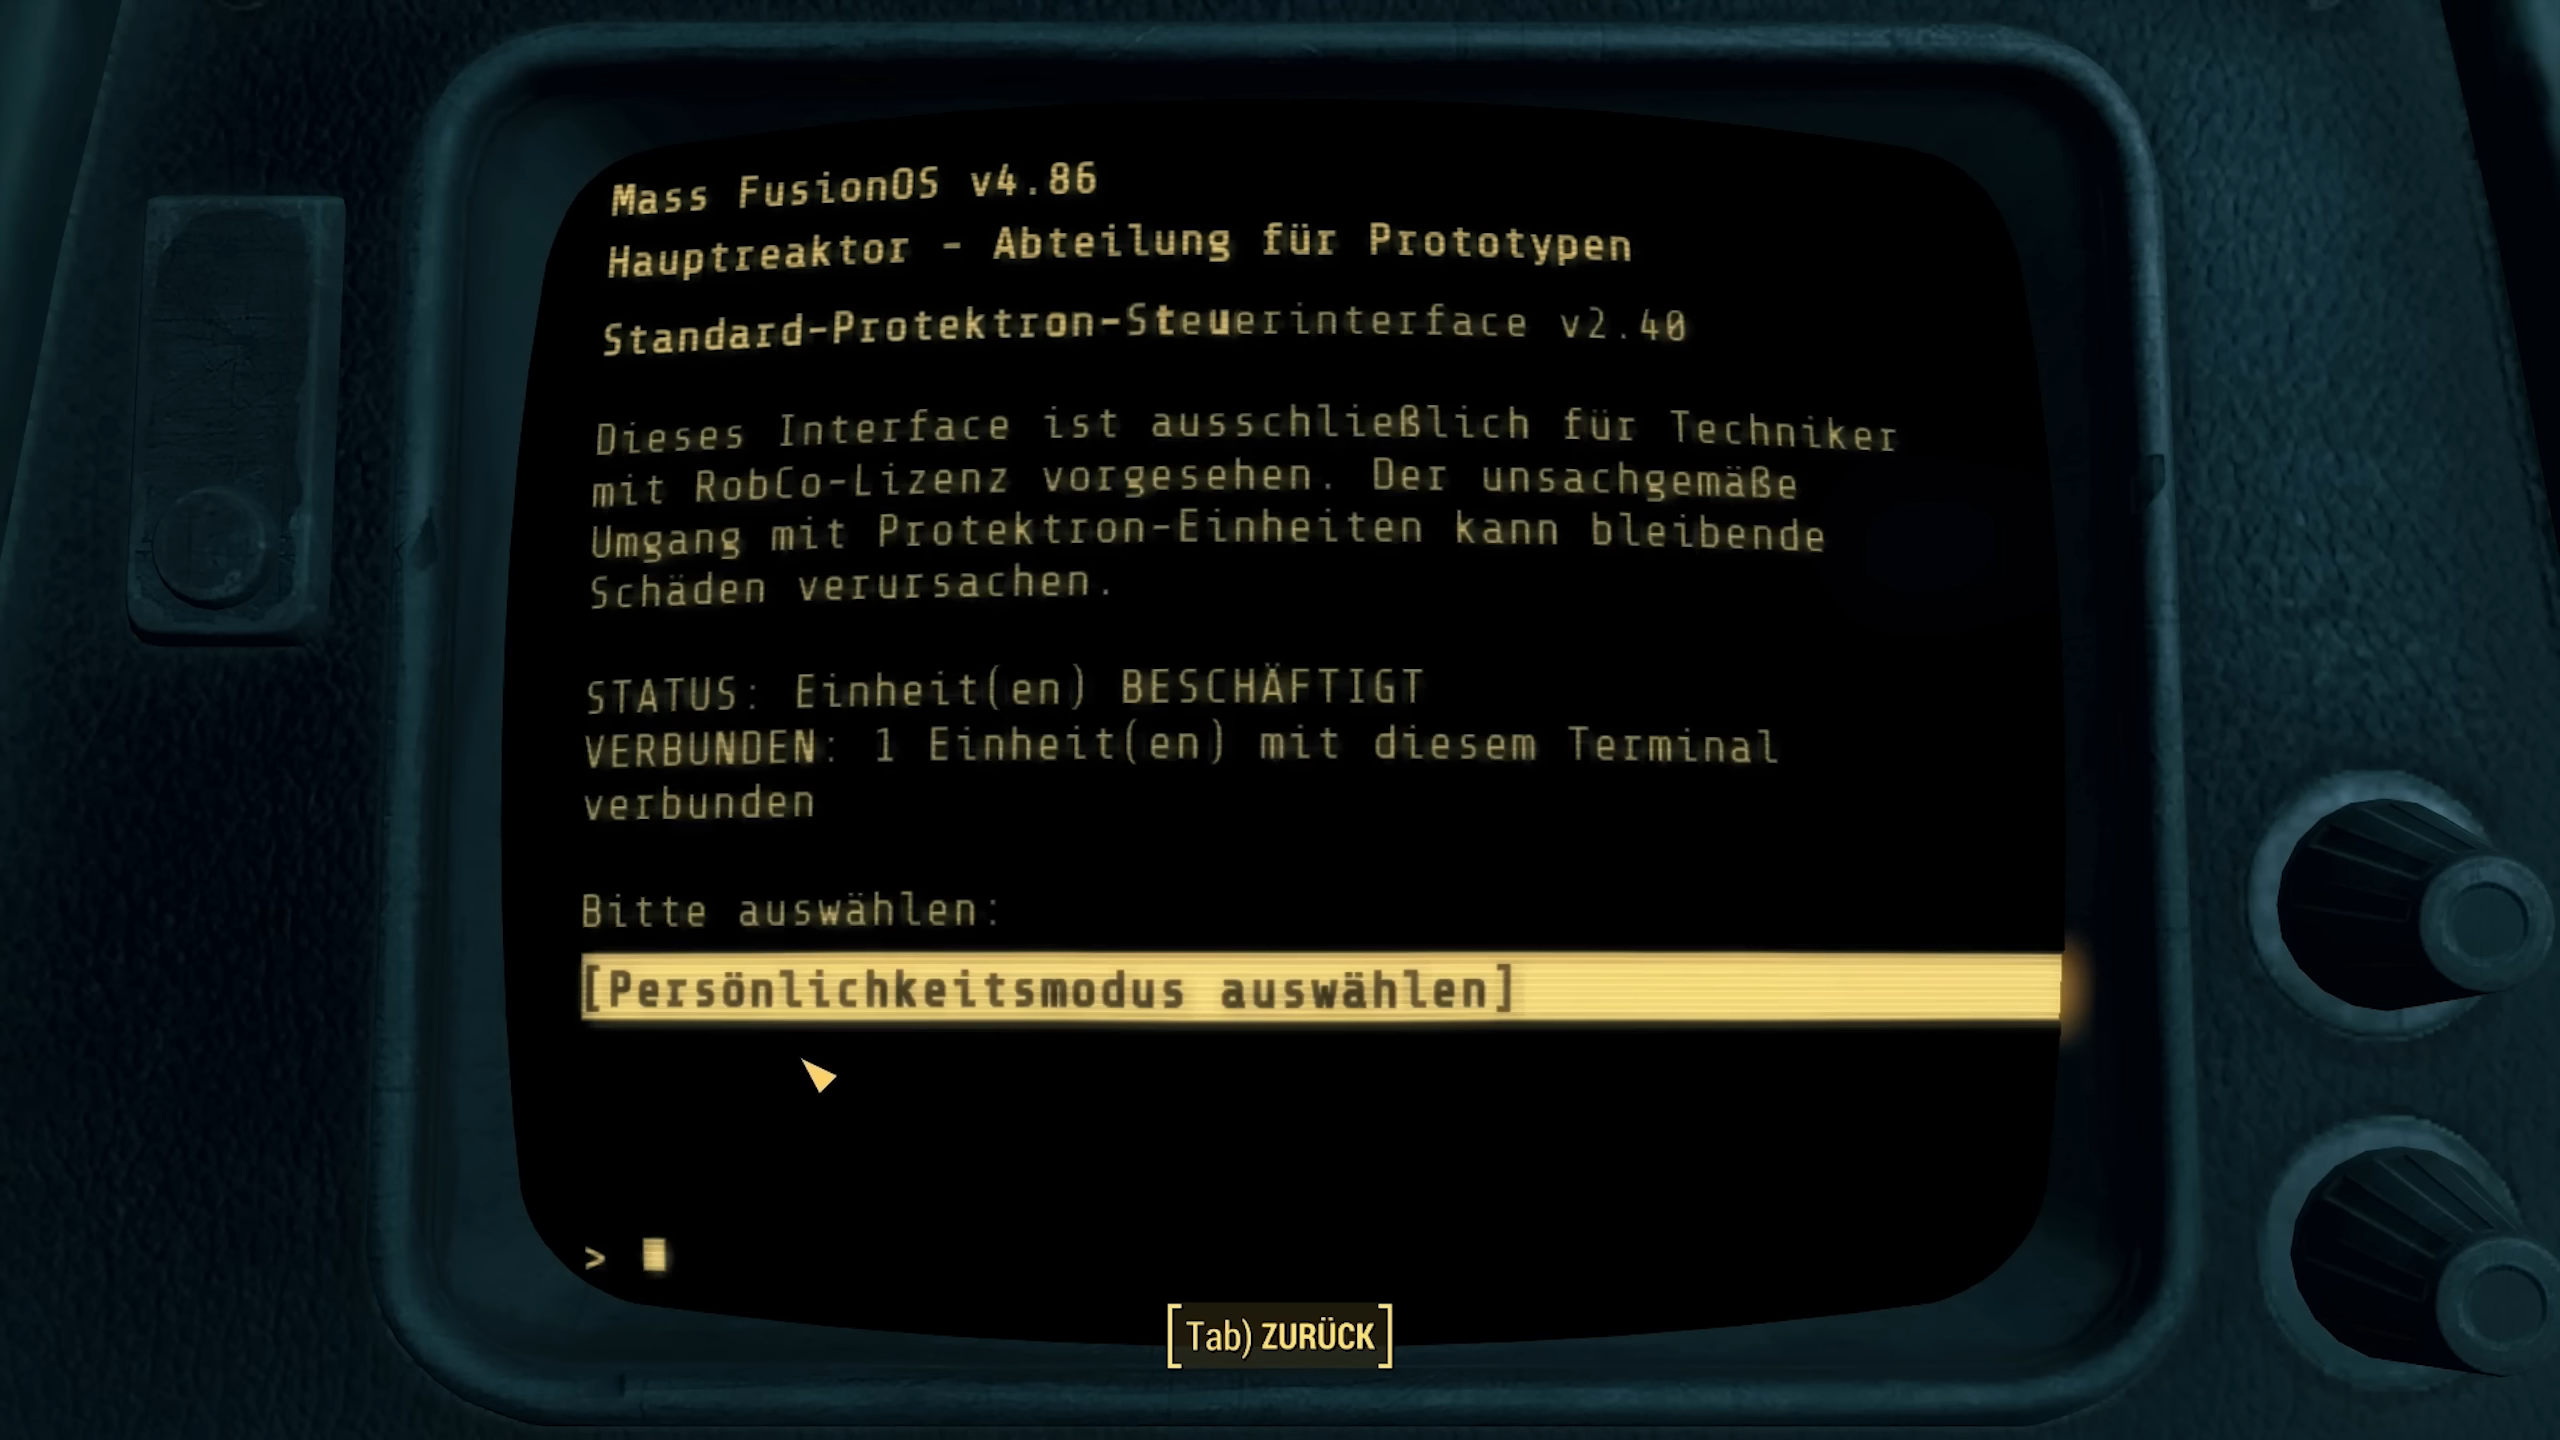 Mass FusionOS v4.86
Hauptreaktor - Abteilung für Prototypen
Standard-Protektron-Steuerinterface v2.40
Dieses Interface ist ausschließlich für Techniker
mit RobCo-Lizenz vorgesehen. Der unsachgemäße
Umgang mit Protektron-Einheiten kann bleibende
Schäden verursachen.
STATUS: Einheit(en) BESCHÄFTIGT
VERBUNDEN: 1 Einheit(en) mit diesem Terminal
verbunden
Bitte auswählen:
[Persönlichkeitsmodus auswählen]
>
[Tab) ZURÜCK]